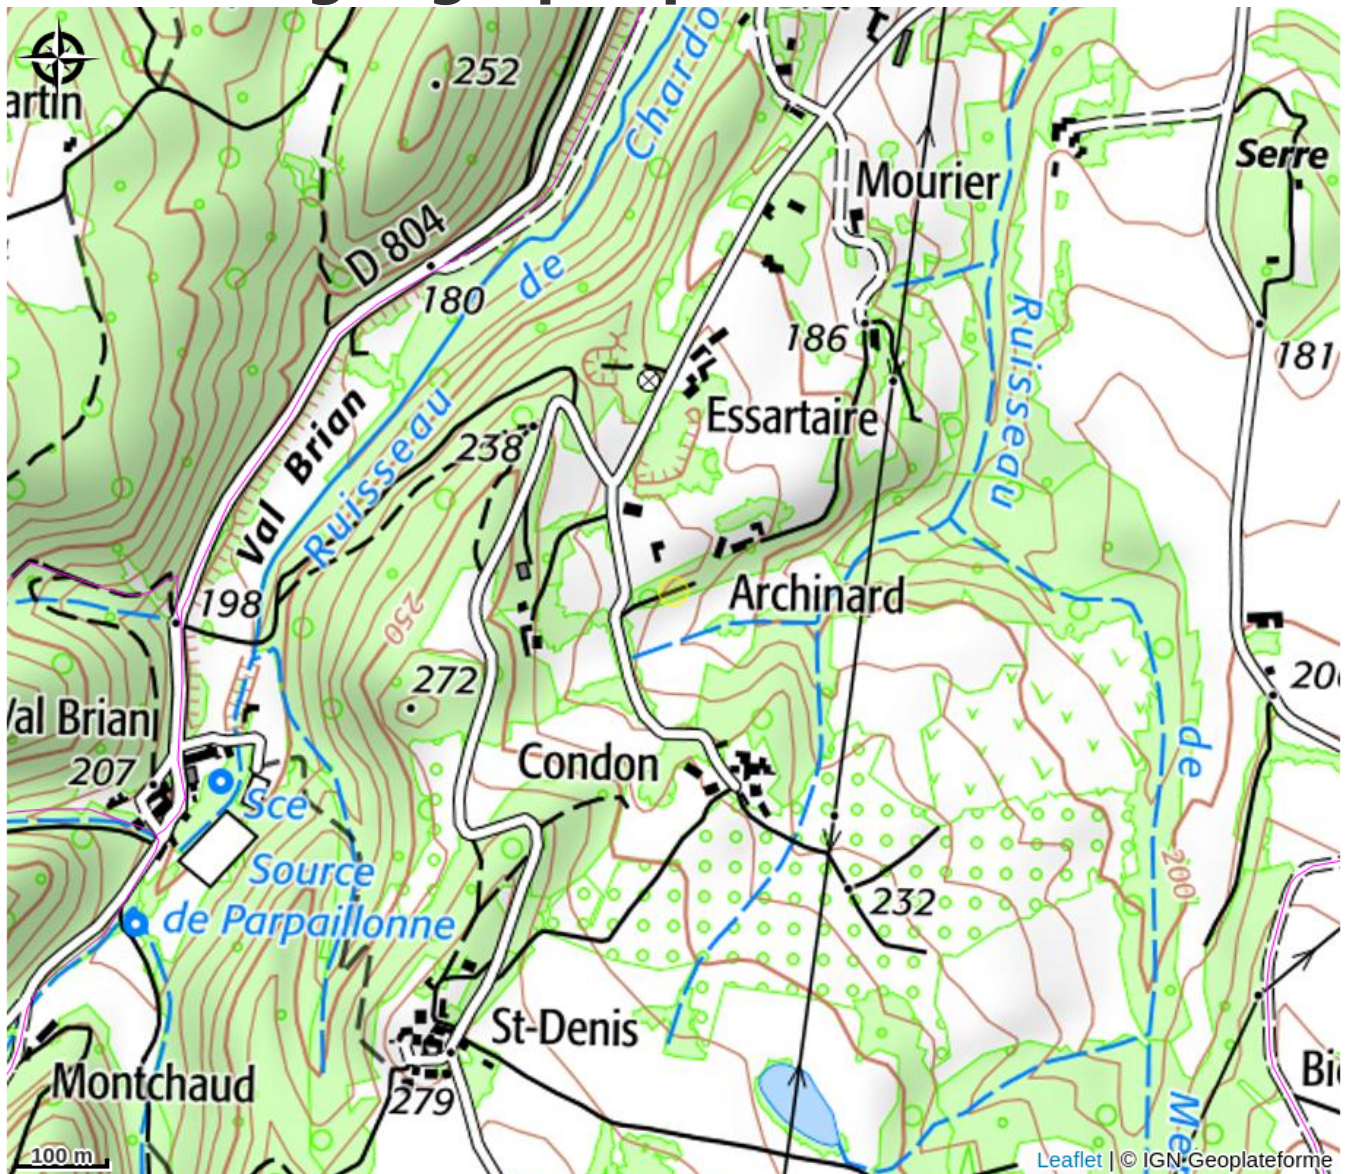 252
artin
Chardo
Serre
Mourier
D 804
de
180
Ruisseau
186
181
Val Brian
Ruisseau
Essartaire
238
198
250
Archinard
272
200
Val Brian
207
Condon
de
Sce
Source
de Parpaillonne
232
St-Denis
Montchaud
279
Me
Bi
100 m
Leaflet | © IGN-Geoplateforme